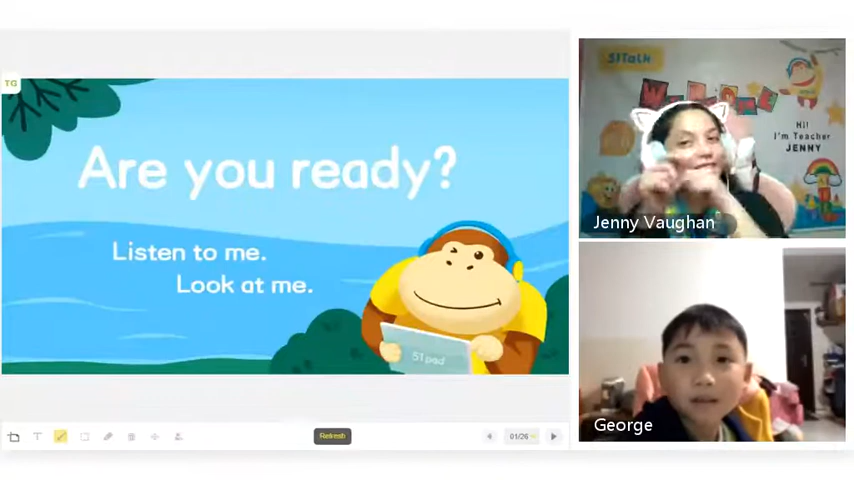 TG
Are you ready?
Listen to me.
Look at me.
51pad
Refresh
01/26
51Talk
WELCOME
Hi!
I'm Teacher
JENNY
Jenny Vaughan
George